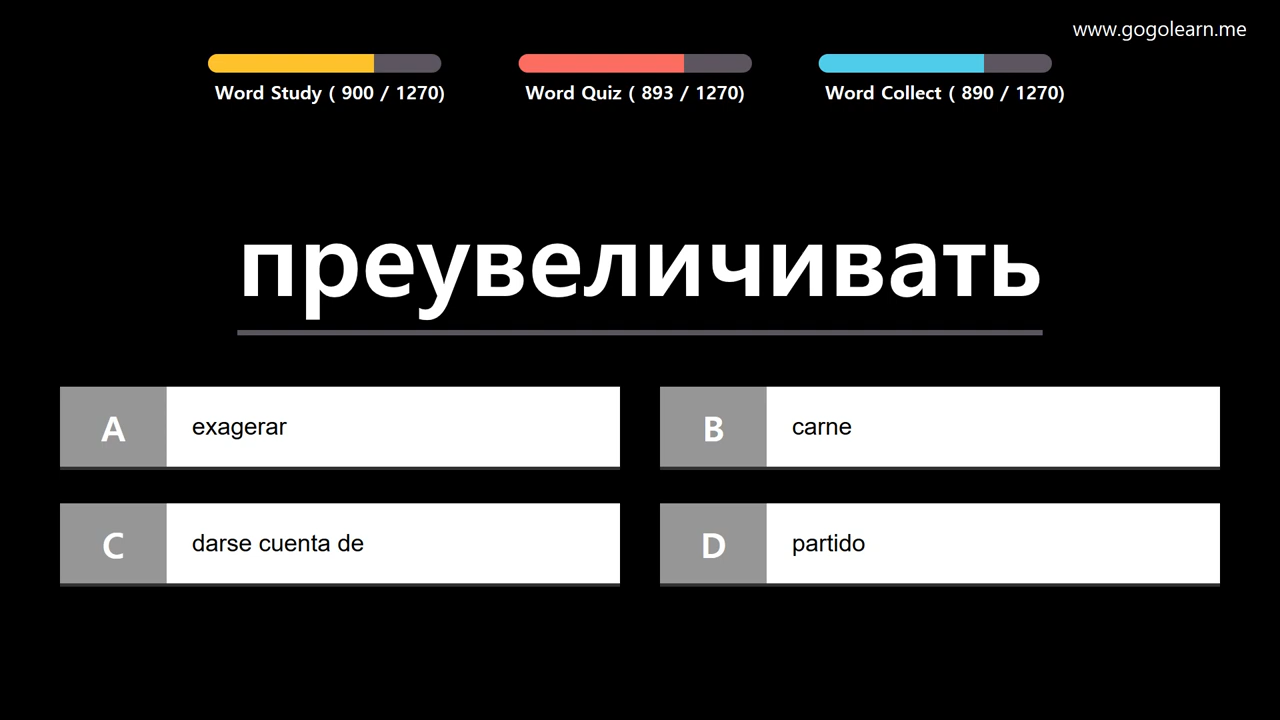 www.gogolearn.me
Word Study ( 900 / 1270)
Word Quiz ( 893 / 1270)
Word Collect ( 890 / 1270)
преувеличивать
A exagerar
B carne
C darse cuenta de
D partido